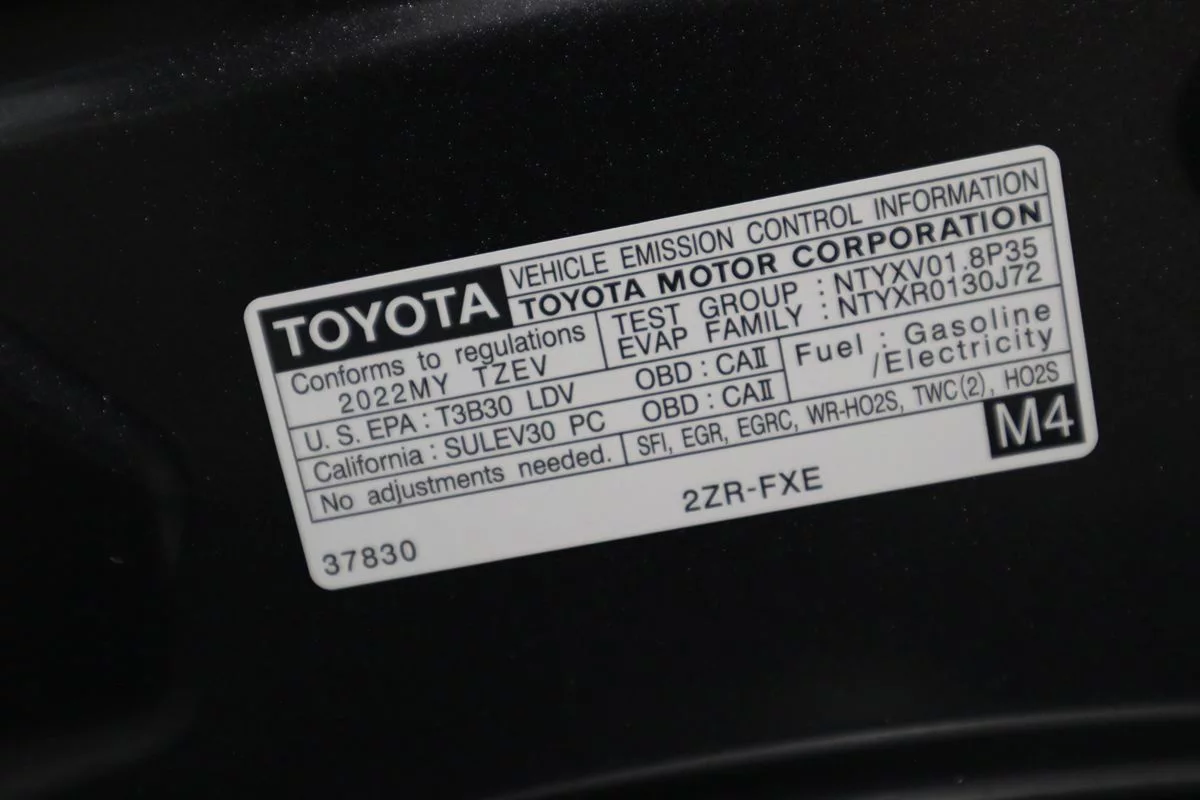 TOYOTA
VEHICLE EMISSION CONTROL INFORMATION
TOYOTA MOTOR CORPORATION
Conforms to regulations
2022MY TZEV
TEST GROUP : NTYXV01.8P35
EVAP FAMILY : NTYXR0130J72
U.S.EPA : T3B30 LDV OBD : CAⅡ
California : SULEV30 PC OBD : CAⅡ
Fuel : Gasoline
/Electricity
No adjustments needed.
SFI, EGR, EGRC, WR-HO2S, TWC(2), HO2S
M4
2ZR-FXE
37830